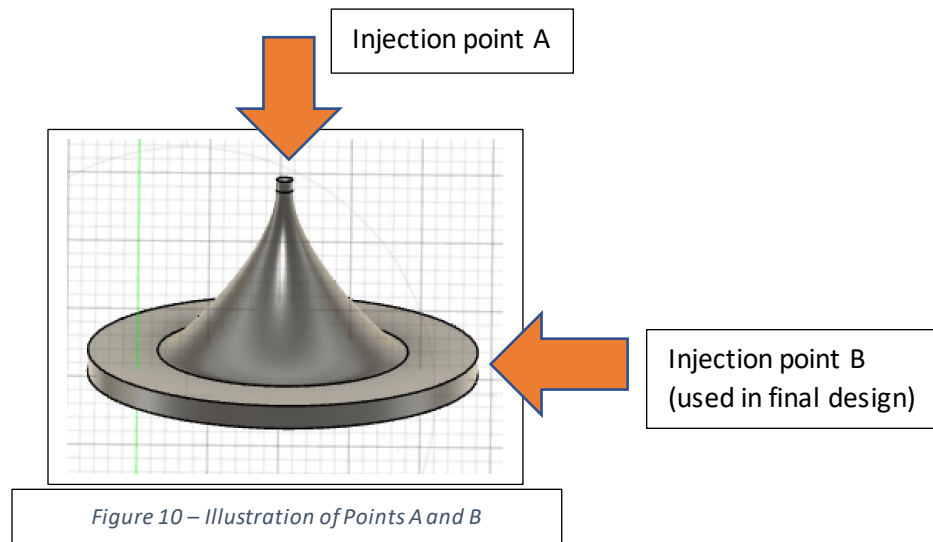 Injection point A
Injection point B
(used in final design)
Figure 10 – Illustration of Points A and B